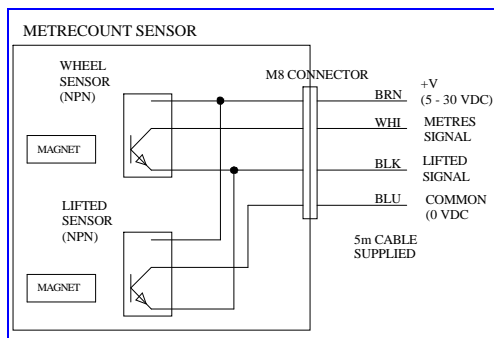 METRECOUNT SENSOR
WHEEL
SENSOR
(NPN)
MAGNET
LIFTED
SENSOR
(NPN)
MAGNET
M8 CONNECTOR
BRN
+V
(5 - 30 VDC)
WHI
METRES
SIGNAL
BLK
LIFTED
SIGNAL
BLU
COMMON
(0 VDC
5m CABLE
SUPPLIED